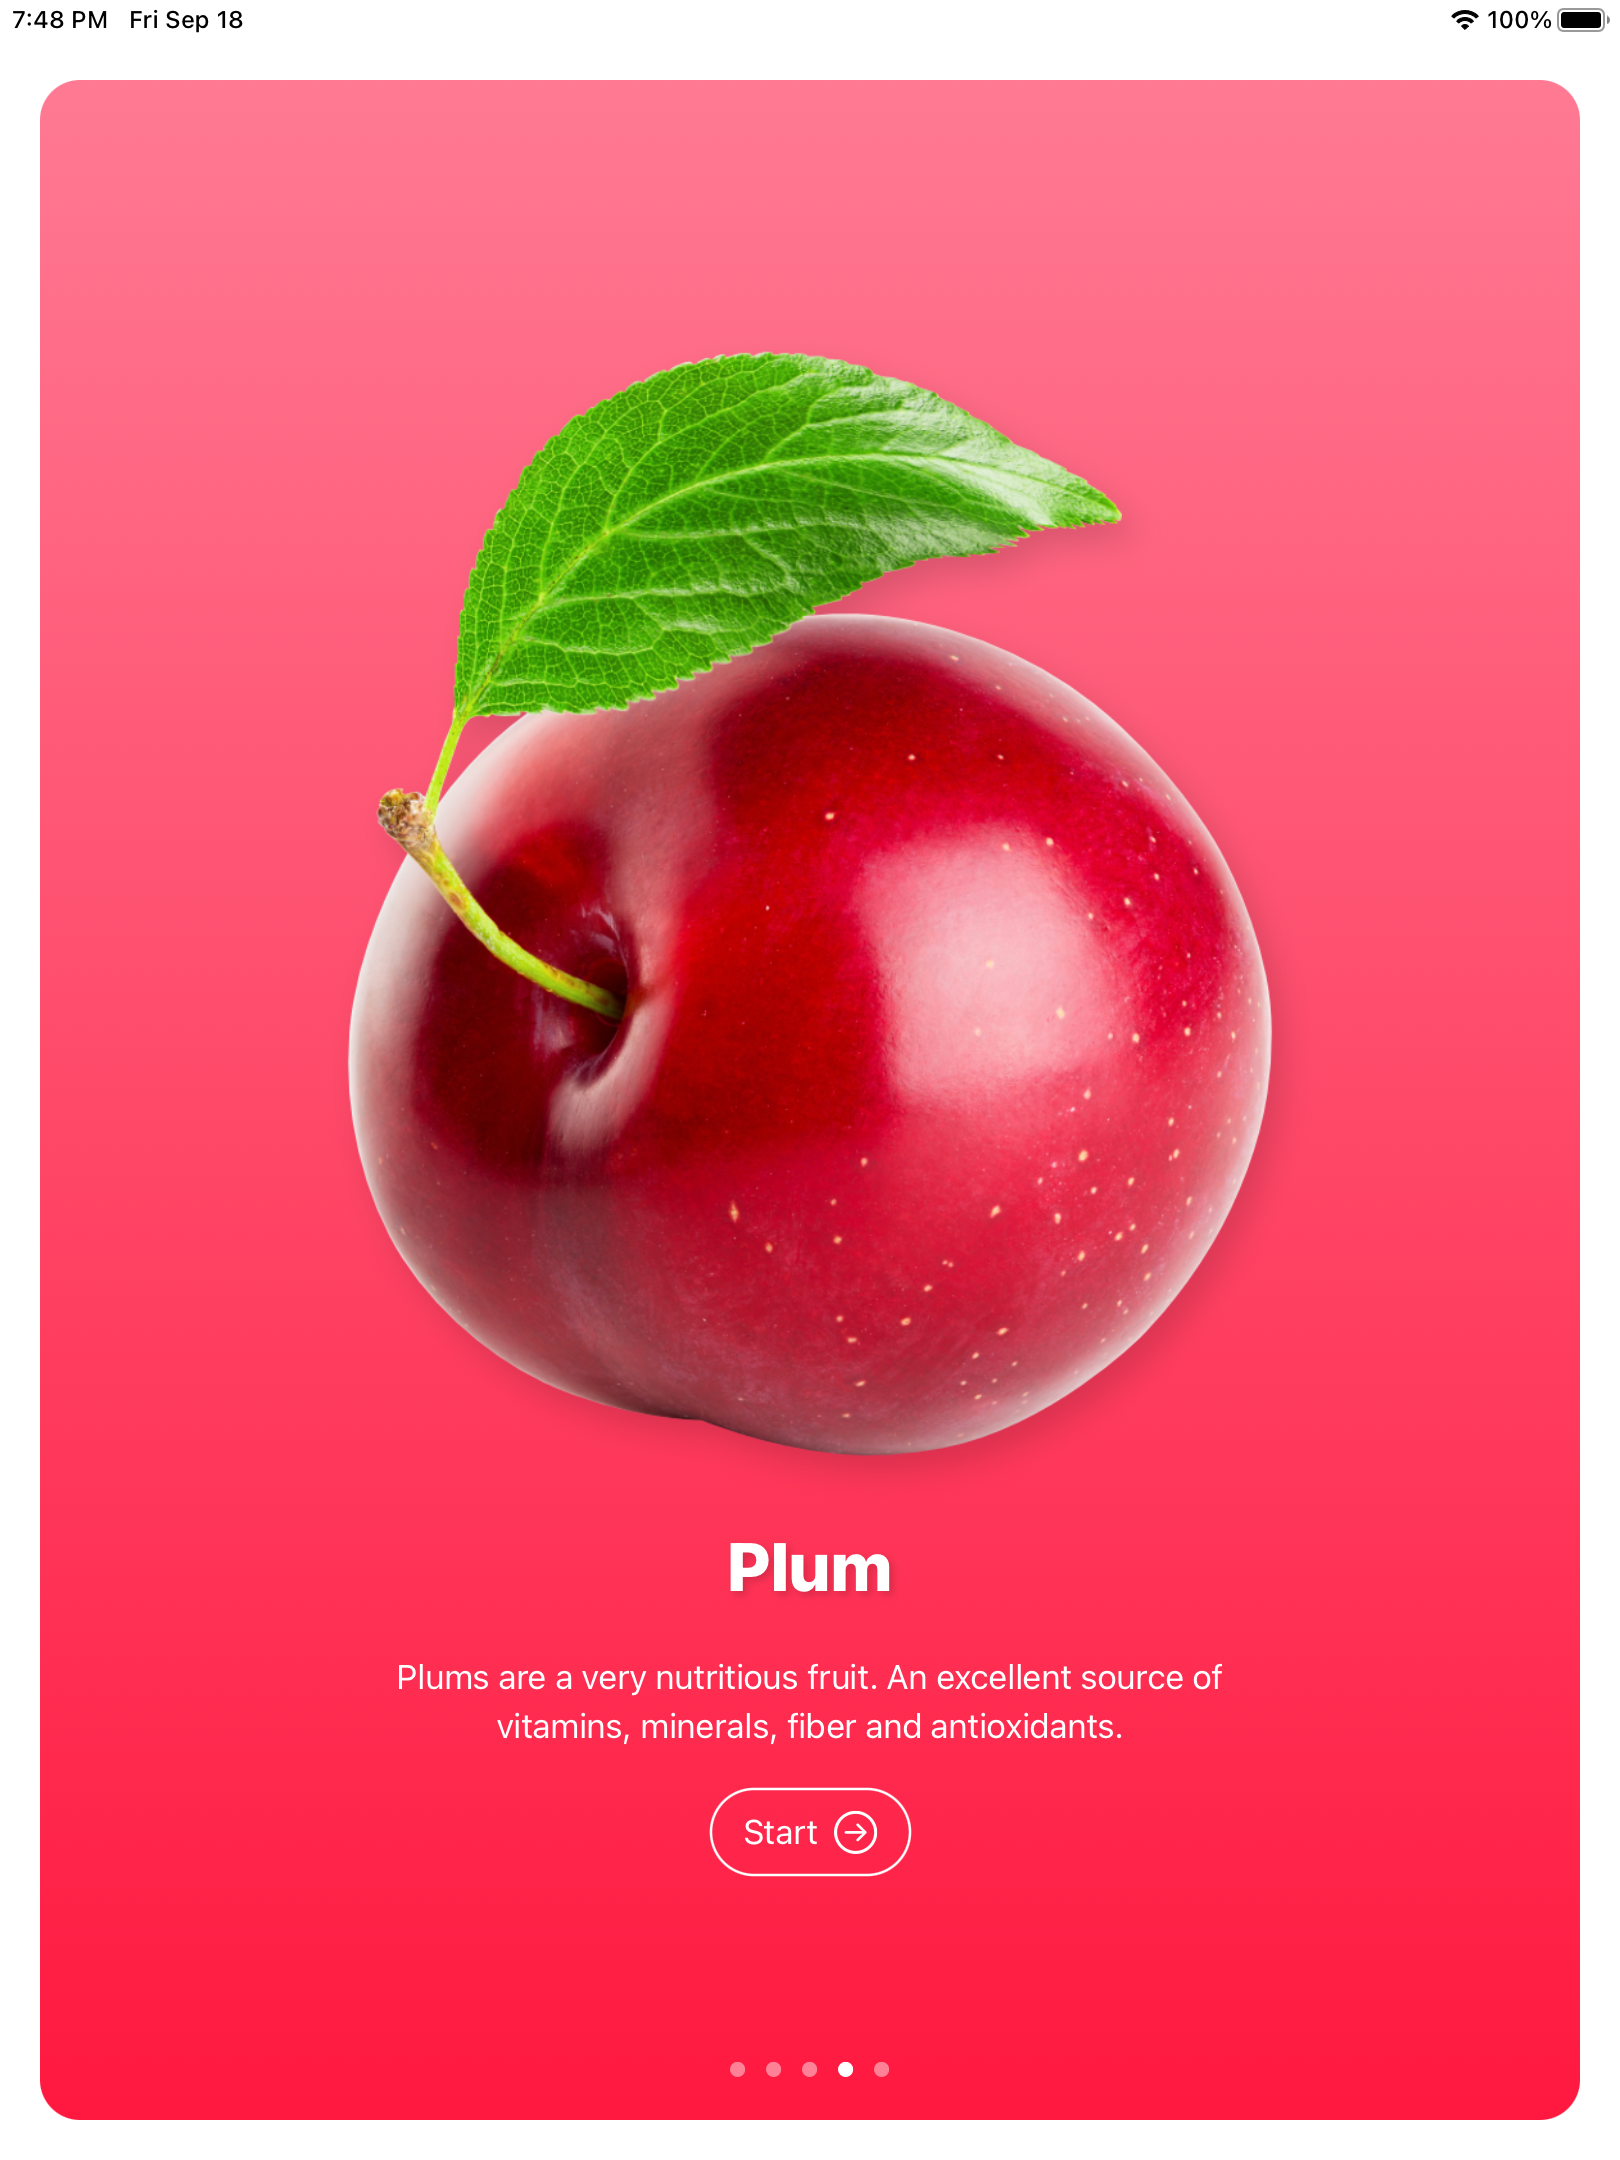 7:48 PM Fri Sep 18 100%
Plum
Plums are a very nutritious fruit. An excellent source of
vitamins, minerals, fiber and antioxidants.
Start